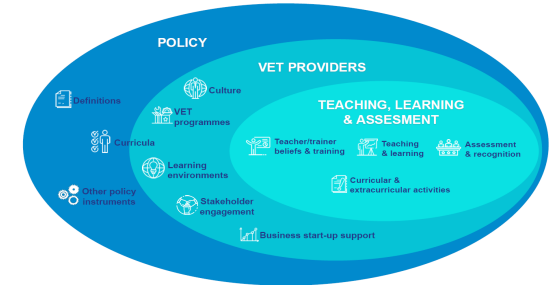 POLICY
VET PROVIDERS
TEACHING, LEARNING
& ASSESMENT
Definitions
Curricula
Other policy
instruments
Culture
VET
programmes
Learning
environments
Stakeholder
engagement
Business start-up support
Teacher/trainer
beliefs & training
Teaching
& learning
Assessment
& recognition
Curricular &
extracurricular activities